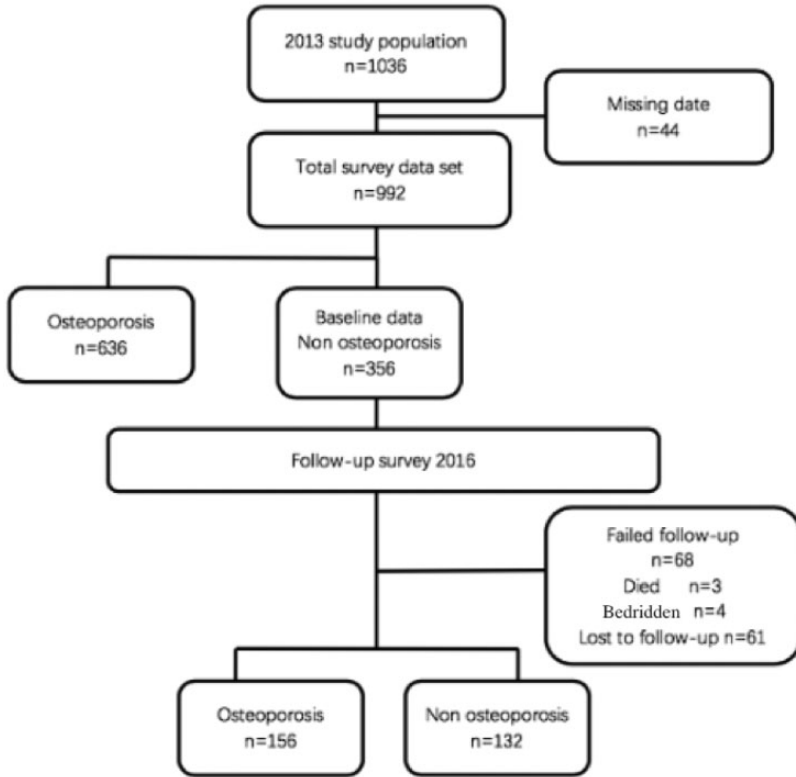 2013 study population
n=1036
Missing date
n=44
Total survey data set
n=992
Osteoporosis
n=636
Baseline data
Non osteoporosis
n=356
Follow-up survey 2016
Failed follow-up
n=68
Died n=3
Bedridden n=4
Lost to follow-up n=61
Osteoporosis
n=156
Non osteoporosis
n=132